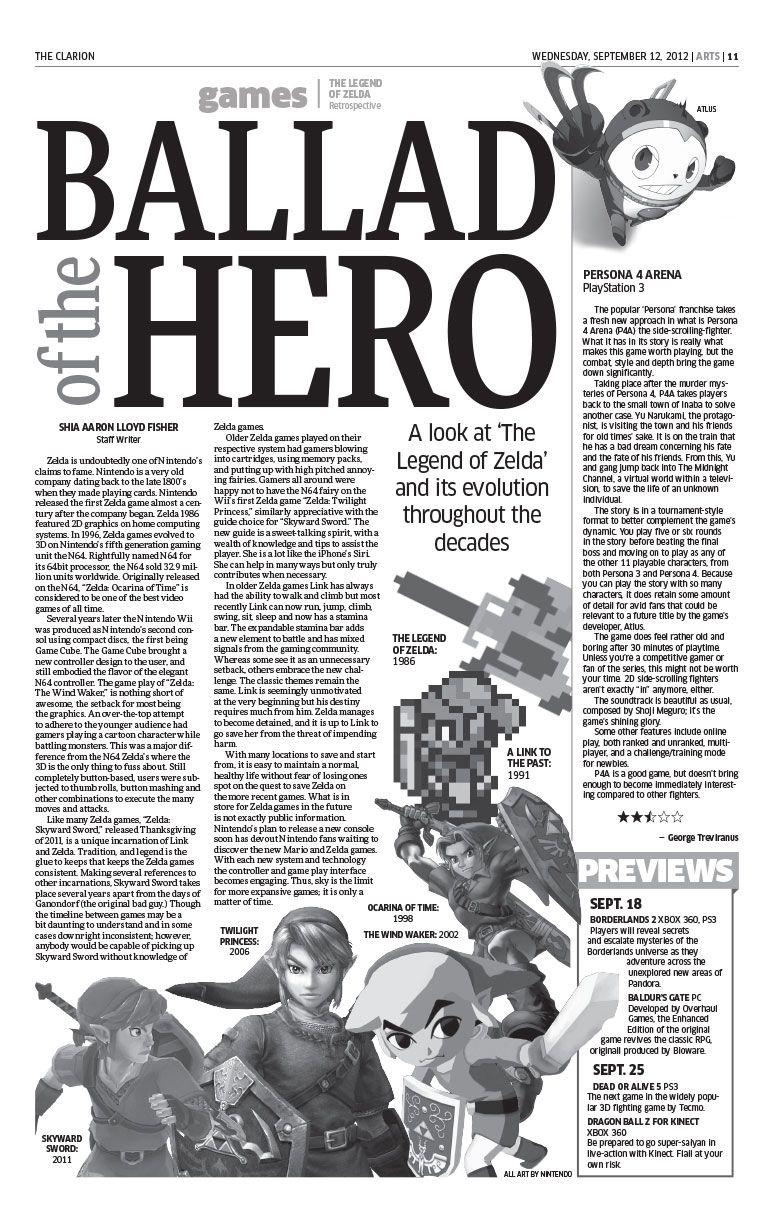 THE CLARION
WEDNESDAY, SEPTEMBER 12, 2012 | ARTS | 11
games
THE LEGEND
OF ZELDA
Retrospective
BALLAD
of the
HERO
SHIA AARON LLOYD FISHER
Staff Writer
Zelda is undoubtedly one of Nintendo's
claims to fame. Nintendo is a very old
company dating back to the late 1800's
when they made playing cards. Nintendo
released the first Zelda game almost a cen-
tury after the company began. Zelda 1986
featured 2D graphics on home computing
systems. In 1996, Zelda games evolved to
3D on Nintendo's fifth generation gaming
unit the N64. Rightfully named N64 for
its 64bit processor, the N64 sold 32.9 mil-
lion units worldwide. Originally released
on the N64, "Zelda: Ocarina of Time" is
considered to be one of the best video
games of all time.
Several years later the Nintendo Wii
was produced as Nintendo's second con-
sol using compact discs, the first being
Game Cube. The Game Cube brought a
new controller design to the user, and
still embodied the flavor of the elegant
N64 controller. The game play of "Zelda:
The Wind Waker," is nothing short of
awesome, the setback for most being
the graphics. An over-the-top attempt
to adhere to the younger audience had
gamers playing a cartoon character while
battling monsters. This was a major dif-
ference from the N64 Zelda's where the
3D is the only thing to fuss about. Still
completely button-based, users were sub-
jected to thumb rolls, button mashing and
other combinations to execute the many
moves and attacks.
Like many Zelda games, "Zelda:
Skyward Sword," released Thanksgiving
of 2011, is a unique incarnation of Link
and Zelda. Tradition, and legend is the
glue to keeps that keeps the Zelda games
consistent. Making several references to
other incarnations, Skyward Sword takes
place several years apart from the days of
Ganondorf (the original bad guy.) Though
the timeline between games may be a
bit daunting to understand and in some
cases downright inconsistent; however,
anybody would be capable of picking up
Skyward Sword without knowledge of
Zelda games.
Older Zelda games played on their
respective system had gamers blowing
into cartridges, using memory packs,
and putting up with high pitched annoy-
ing fairies. Gamers all around were
happy not to have the N64 fairy on the
Wii's first Zelda game "Zelda: Twilight
Princess," similarly appreciative with the
guide choice for "Skyward Sword." The
new guide is a sweet-talking spirit, with a
wealth of knowledge and tips to assist the
player. She is a lot like the iPhone's Siri.
She can help in many ways but only truly
contributes when necessary.
In older Zelda games Link has always
had the ability to walk and climb but most
recently Link can now run, jump, climb,
swing, sit, sleep and now has a stamina
bar. The expandable stamina bar adds
a new element to battle and has mixed
signals from the gaming community.
Whereas some see it as an unnecessary
setback, others embrace the new chal-
lenge. The classic themes remain the
same. Link is seemingly unmotivated
at the very beginning but his destiny
requires much from him. Zelda manages
to become detained, and it is up to Link to
go save her from the threat of impending
harm.
With many locations to save and start
from, it is easy to maintain a normal,
healthy life without fear of losing ones
spot on the quest to save Zelda on
the more recent games. What is in
store for Zelda games in the future
is not exactly public information.
Nintendo's plan to release a new console
soon has devout Nintendo fans waiting to
discover the new Mario and Zelda games.
With each new system and technology
the controller and game play interface
becomes engaging. Thus, sky is the limit
for more expansive games; it is only a
matter of time.
A look at 'The
Legend of Zelda'
and its evolution
throughout the
decades
THE LEGEND
OF ZELDA:
1986
A LINK TO
THE PAST:
1991
OCARINA OF TIME:
1998
THE WIND WAKER: 2002
TWILIGHT
PRINCESS:
2006
SKYWARD
SWORD:
2011
ALL ART BY NINTENDO
ATLUS
PERSONA 4 ARENA
PlayStation 3
The popular 'Persona' franchise takes
a fresh new approach in what is Persona
4 Arena (P4A) the side-scrolling-fighter.
What it has in its story is really what
makes this game worth playing, but the
combat, style and depth bring the game
down significantly.
Taking place after the murder mys-
teries of Persona 4, P4A takes players
back to the small town of Inaba to solve
another case. Yu Narukami, the protago-
nist, is visiting the town and his friends
for old times' sake. It is on the train that
he has a bad dream concerning his fate
and the fate of his friends. From this, Yu
and gang jump back into The Midnight
Channel, a virtual world within a televi-
sion, to save the life of an unknown
individual.
The story is in a tournament-style
format to better complement the game's
dynamic. You play five or six rounds
in the story before beating the final
boss and moving on to play as any of
the other 11 playable characters, from
both Persona 3 and Persona 4. Because
you can play the story with so many
characters, it does retain some amount
of detail for avid fans that could be
relevant to a future title by the game's
developer, Atlus.
The game does feel rather old and
boring after 30 minutes of playtime.
Unless you're a competitive gamer or
fan of the series, this might not be worth
your time. 2D side-scrolling fighters
aren't exactly "in" anymore, either.
The soundtrack is beautiful as usual,
composed by Shoji Meguro; it's the
game's shining glory.
Some other features include online
play, both ranked and unranked, multi-
player, and a challenge/training mode
for newbies.
P4A is a good game, but doesn't bring
enough to become immediately interest-
ing compared to other fighters.
— George Treviranus
PREVIEWS
SEPT. 18
BORDERLANDS 2 XBOX 360, PS3
Players will reveal secrets
and escalate mysteries of the
Borderlands universe as they
adventure across the
unexplored new areas of
Pandora.
BALDUR'S GATE PC
Developed by Overhaul
Games, the Enhanced
Edition of the original
game revives the classic RPG,
originall produced by Bioware.
SEPT. 25
DEAD OR ALIVE 5 PS3
The next game in the widely popu-
lar 3D fighting game by Tecmo.
DRAGON BALL Z FOR KINECT
XBOX 360
Be prepared to go super-saiyan in
live-action with Kinect. Flail at your
own risk.